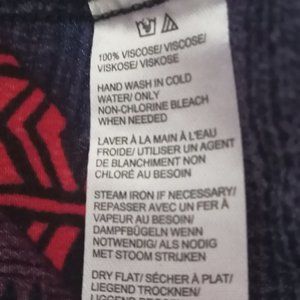 100% VISCOSE/ VISCOSE/
VISKOSE/ VISKOSE
HAND WASH IN COLD
WATER/ ONLY
NON-CHLORINE BLEACH
WHEN NEEDED
LAVER À LA MAIN À L'EAU
FROIDE/ UTILISER UN AGENT
DE BLANCHIMENT NON
CHLORÉ AU BESOIN
STEAM IRON IF NECESSARY/
REPASSER AVEC UN FER À
VAPEUR AU BESOIN/
DAMPFBÜGELN WENN
NOTWENDIG/ ALS NODIG
MET STOOM STRIJKEN
DRY FLAT/ SÉCHER À PLAT/
LIEGEND TROCKNEN/
LIGGEND